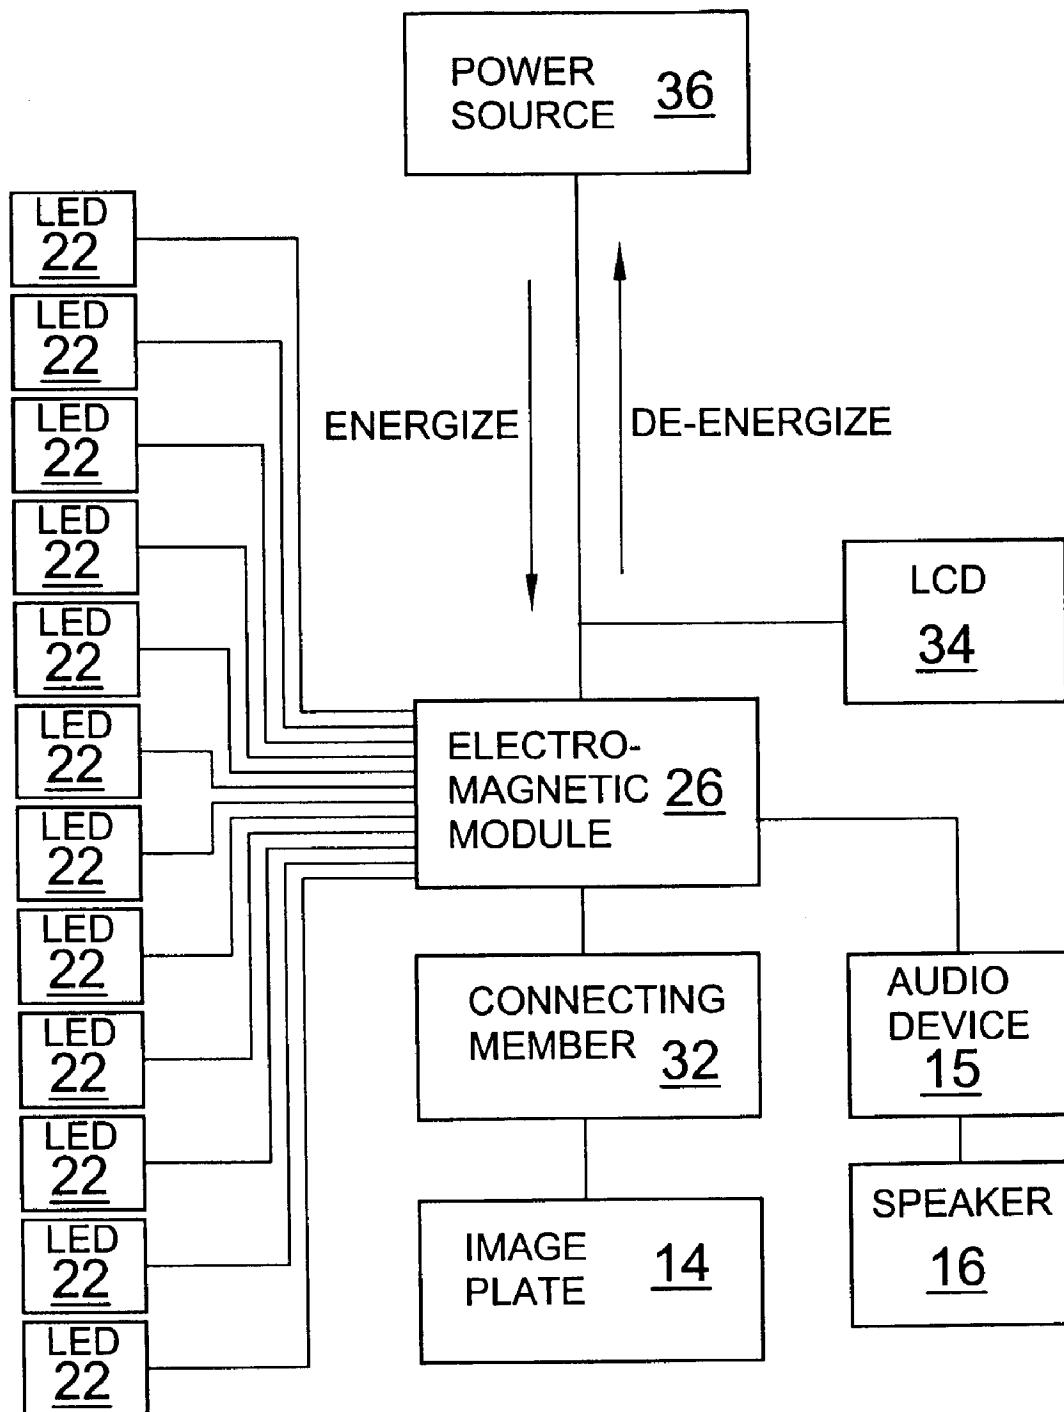 POWER
SOURCE 36
LED
22
LED
22
LED
22
LED
22
LED
22
LED
22
LED
22
LED
22
LED
22
LED
22
LED
22
LED
22
ENERGIZE
DE-ENERGIZE
LCD
34
ELECTRO-
MAGNETIC 26
MODULE
CONNECTING
MEMBER 32
AUDIO
DEVICE
15
IMAGE
PLATE 14
SPEAKER
16